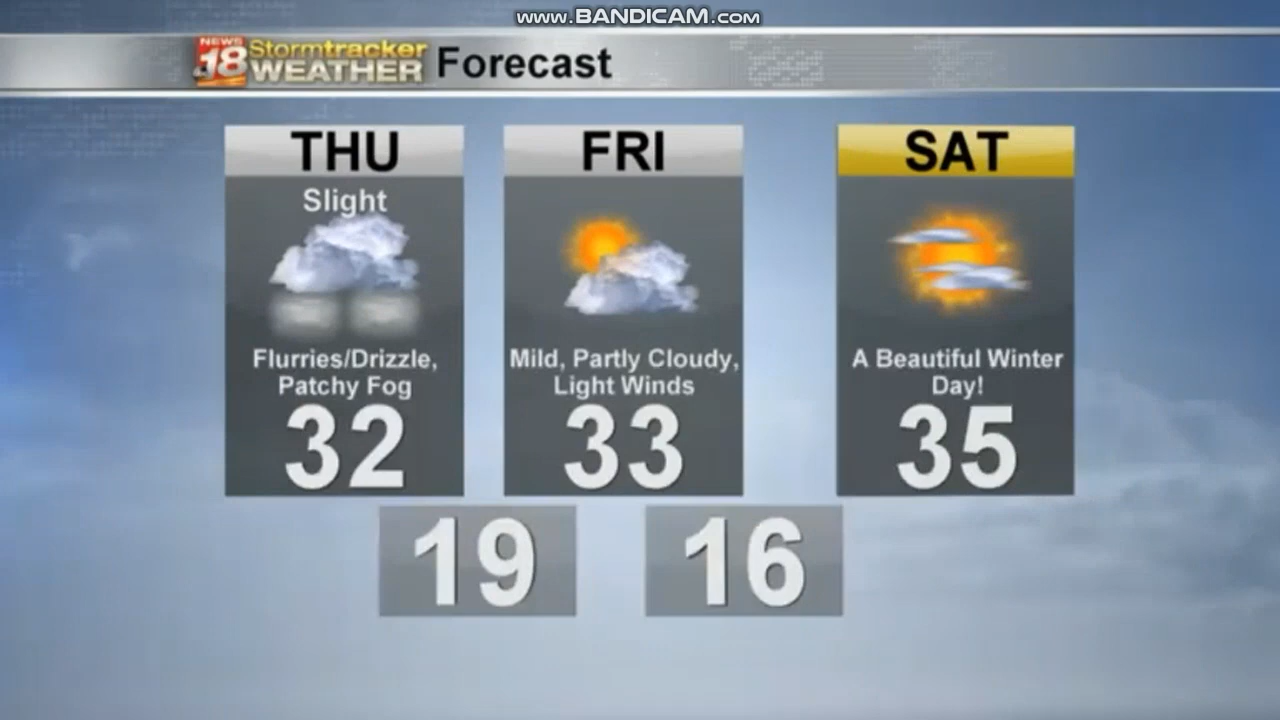 www.BANDICAM.com
NEWS
18
Stormtracker
WEATHER
Forecast
THU
Slight
Flurries/Drizzle,
Patchy Fog
32
FRI
Mild, Partly Cloudy,
Light Winds
33
SAT
A Beautiful Winter
Day!
35
19
16